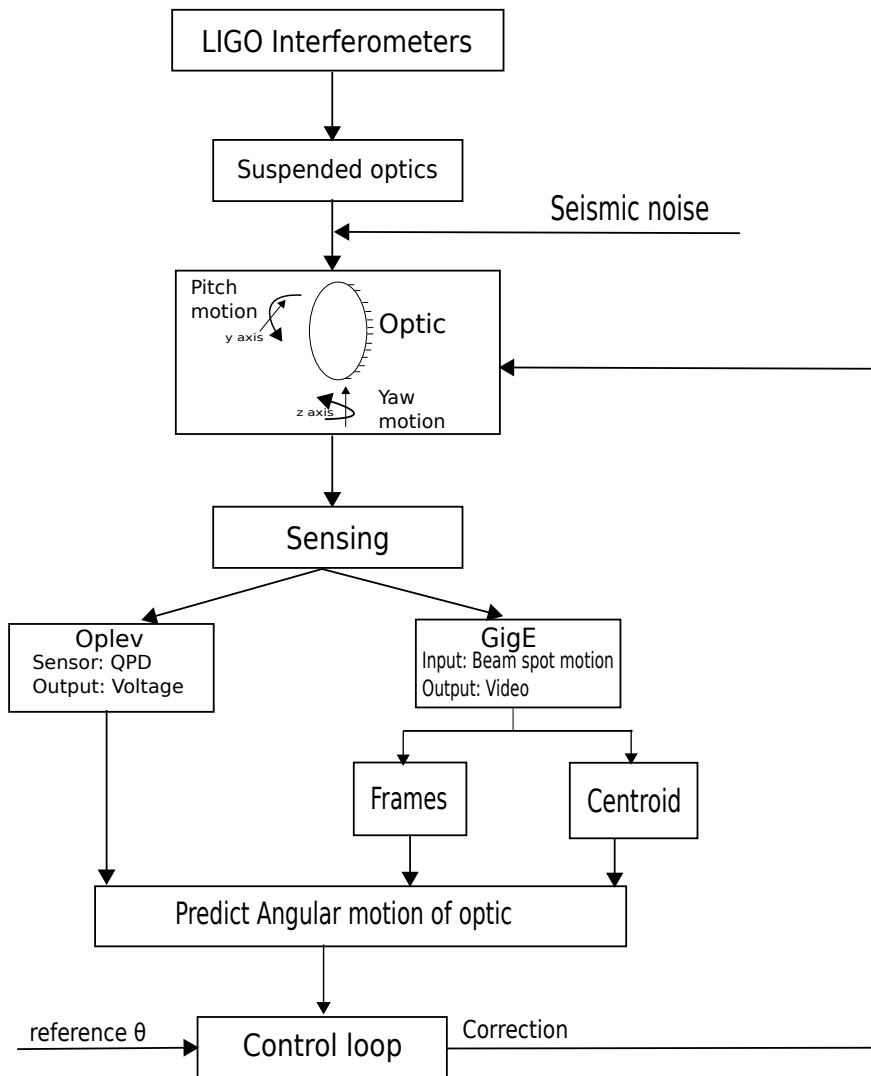 LIGO Interferometers
Suspended optics
Seismic noise
Pitch
motion
y axis
Optic
z axis
Yaw
motion
Sensing
Oplev
Sensor: QPD
Output: Voltage
GigE
Input: Beam spot motion
Output: Video
Frames
Centroid
Predict Angular motion of optic
reference θ
Control loop
Correction